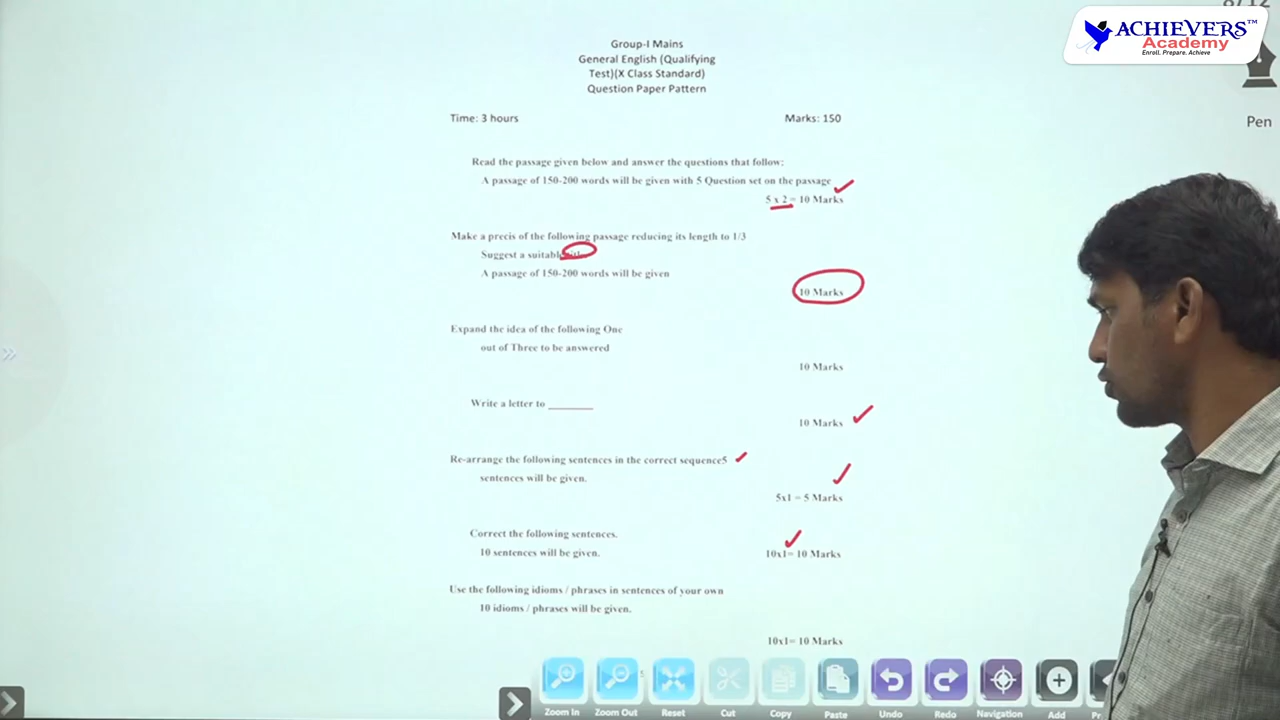 8/12
ACHIEVERS™
Academy
Enroll. Prepare. Achieve
Pen
Group-I Mains
General English (Qualifying
Test)(X Class Standard)
Question Paper Pattern
Time: 3 hours Marks: 150
Read the passage given below and answer the questions that follow:
A passage of 150-200 words will be given with 5 Question set on the passage
5 x 2 = 10 Marks
Make a precis of the following passage reducing its length to 1/3
Suggest a suitable
A passage of 150-200 words will be given
10 Marks
Expand the idea of the following One
out of Three to be answered
10 Marks
Write a letter to ________
10 Marks
Re-arrange the following sentences in the correct sequence5
sentences will be given.
5x1 = 5 Marks
Correct the following sentences.
10 sentences will be given.
10x1= 10 Marks
Use the following idioms / phrases in sentences of your own
10 idioms / phrases will be given.
10x1= 10 Marks
Zoom In Zoom Out Reset Cut Copy Paste Undo Redo Navigation Add